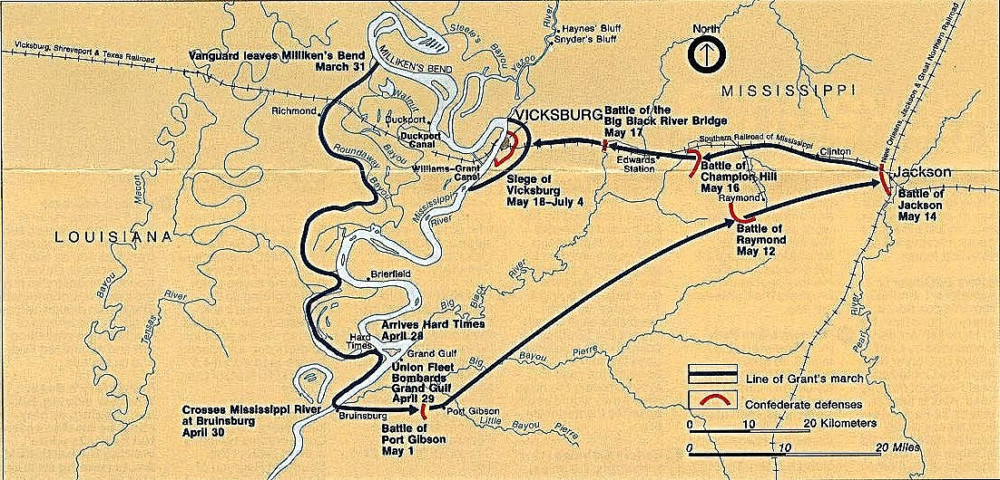 Vicksburg, Shreveport & Texas Railroad
Vanguard leaves Milliken's Bend
March 31
MILLIKEN'S BEND
Steele's
Bayou
Yazoo
River
Haynes' Bluff
Snyder's Bluff
North
MISSISSIPPI
New Orleans, Jackson & Great Northern Railroad
Richmond
Walnut
Bayou
Duckport
Duckport
Canal
VICKSBURG
Battle of the
Big Black River Bridge
May 17
Southern Railroad of Mississippi
Clinton
Edwards
Station
Roundaway
Bayou
Williams-Grant
Canal
Siege of
Vicksburg
May 18-July 4
Battle of
Champion Hill
May 16
Raymond
Jackson
Battle of
Jackson
May 14
Mississippi
River
Battle of
Raymond
May 12
Macon
Bayou
LOUISIANA
Tensas
River
Brierfield
Big
Black
River
Pearl
River
Arrives Hard Times
April 28
Hard
Times
Grand Gulf
Union Fleet
Bombards
Grand Gulf
April 29
Big
Bayou
Pierre
Crosses Mississippi River
at Bruinsburg
April 30
Bruinsburg
Port Gibson
Little Bayou Pierre
Battle of
Port Gibson
May 1
Line of Grant's march
Confederate defenses
0 10 20 Kilometers
0 10 20 Miles